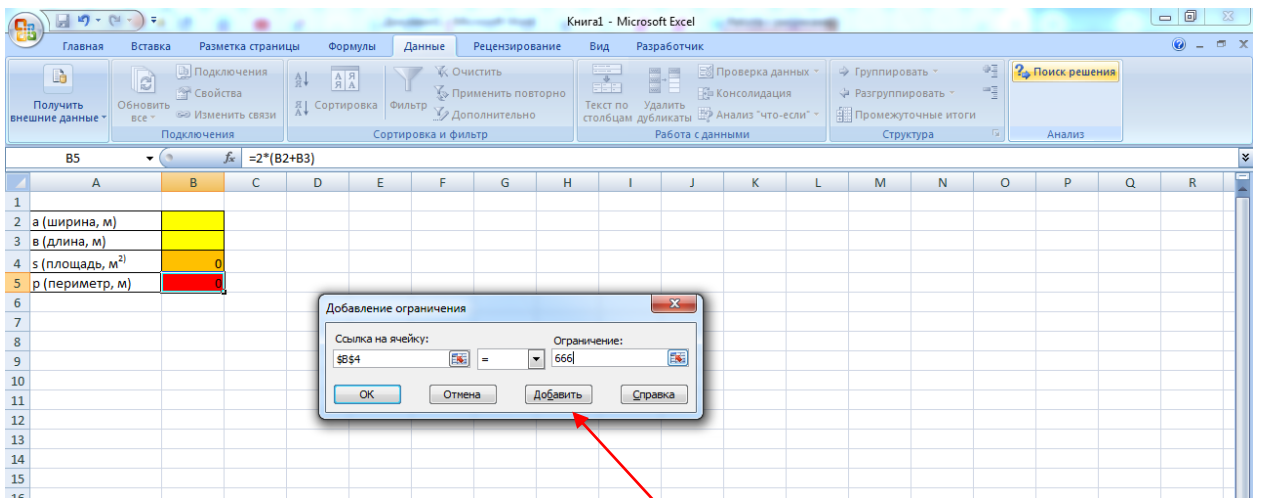 Книга1 - Microsoft Excel
Главная Вставка Разметка страницы Формулы Данные Рецензирование Вид Разработчик
Получить внешние данные
Обновить все
Подключения
Свойства
Изменить связи
Подключения
Сортировка
Фильтр
Очистить
Применить повторно
Дополнительно
Сортировка и фильтр
Текст по столбцам
Удалить дубликаты
Проверка данных
Консолидация
Анализ "что-если"
Работа с данными
Группировать
Разгруппировать
Промежуточные итоги
Структура
Поиск решения
Анализ
B5 fx =2*(B2+B3)
A B C D E F G H I J K L M N O P Q R
1
2 а (ширина, м)
3 в (длина, м)
4 s (площадь, м2) 0
5 р (периметр, м) 0
6
7
8
9
10
11
12
13
14
15
16
Добавление ограничения
Ссылка на ячейку: Ограничение:
$B$4 = 666
ОК Отмена Добавить Справка